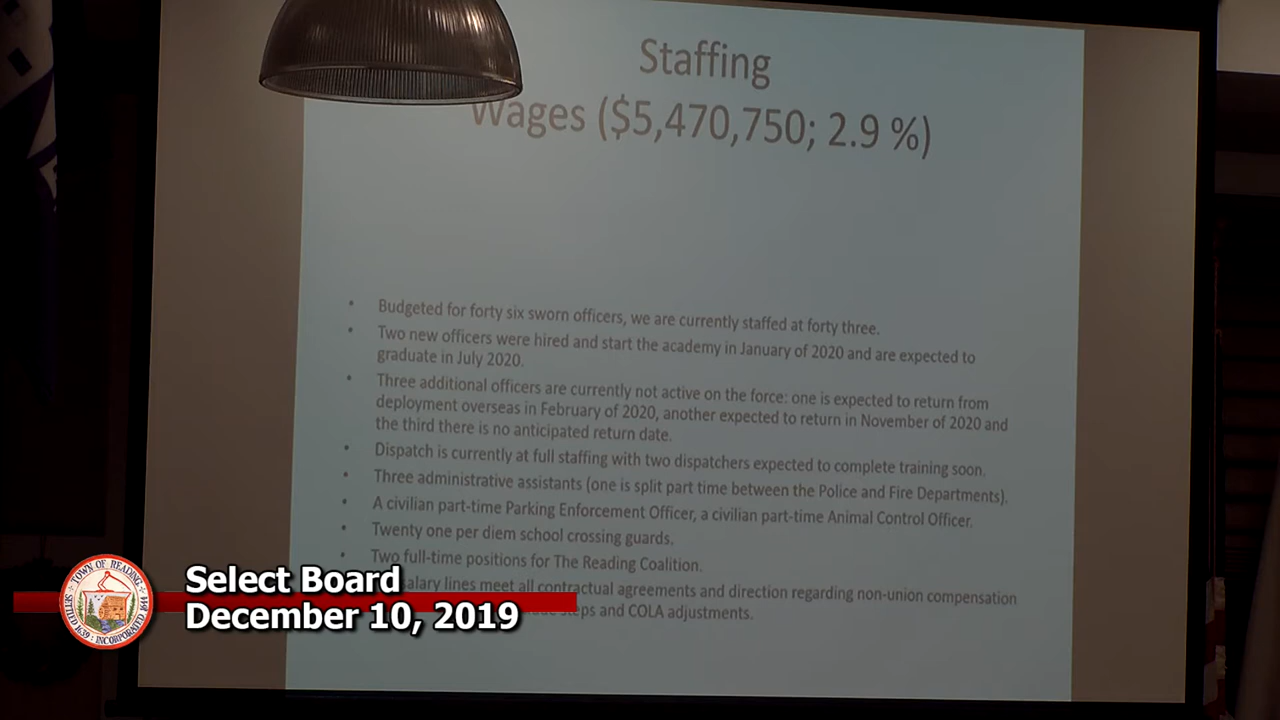 Staffing
Wages ($5,470,750; 2.9 %)
• Budgeted for forty six sworn officers, we are currently staffed at forty three.
• Two new officers were hired and start the academy in January of 2020 and are expected to
graduate in July 2020.
• Three additional officers are currently not active on the force: one is expected to return from
deployment overseas in February of 2020, another expected to return in November of 2020 and
the third there is no anticipated return date.
• Dispatch is currently at full staffing with two dispatchers expected to complete training soon.
• Three administrative assistants (one is split part time between the Police and Fire Departments).
• A civilian part-time Parking Enforcement Officer, a civilian part-time Animal Control Officer.
• Twenty one per diem school crossing guards.
• Two full-time positions for The Reading Coalition.
salary lines meet all contractual agreements and direction regarding non-union compensation
steps and COLA adjustments.
TOWN OF READING
SETTLED 1639 : INCORPORATED 1644
Select Board
December 10, 2019